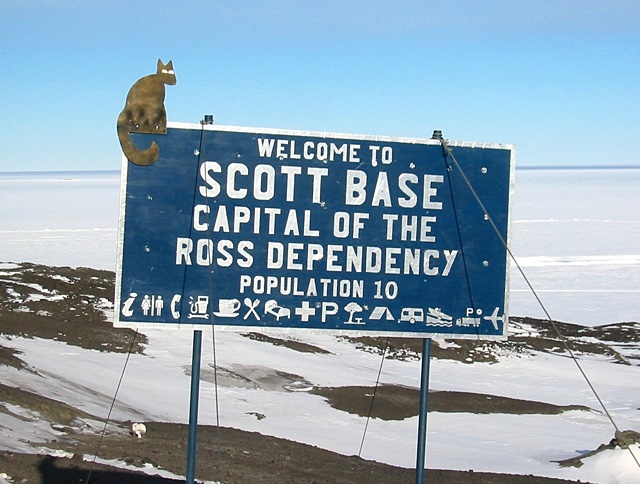 WELCOME TO
SCOTT BASE
CAPITAL OF THE
ROSS DEPENDENCY
POPULATION 10
i P P